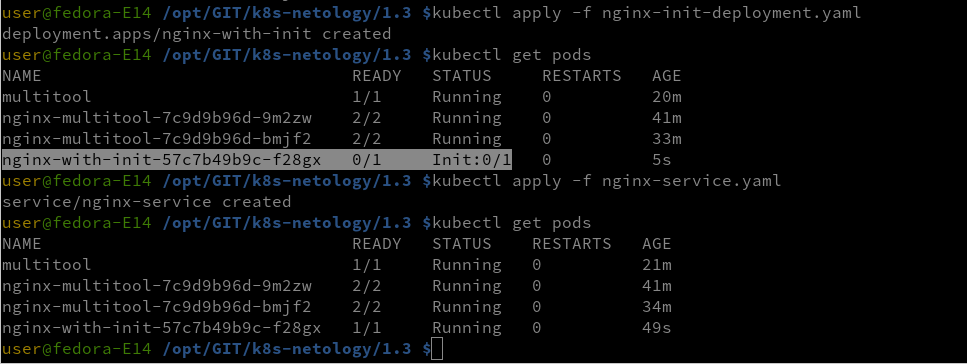 user@fedora-E14 /opt/GIT/k8s-netology/1.3 $kubectl apply -f nginx-init-deployment.yaml
deployment.apps/nginx-with-init created
user@fedora-E14 /opt/GIT/k8s-netology/1.3 $kubectl get pods
NAME                               READY   STATUS     RESTARTS   AGE
multitool                          1/1     Running    0          20m
nginx-multitool-7c9d9b96d-9m2zw    2/2     Running    0          41m
nginx-multitool-7c9d9b96d-bmjf2    2/2     Running    0          33m
nginx-with-init-57c7b49b9c-f28gx   0/1     Init:0/1   0          5s
user@fedora-E14 /opt/GIT/k8s-netology/1.3 $kubectl apply -f nginx-service.yaml
service/nginx-service created
user@fedora-E14 /opt/GIT/k8s-netology/1.3 $kubectl get pods
NAME                               READY   STATUS    RESTARTS   AGE
multitool                          1/1     Running   0          21m
nginx-multitool-7c9d9b96d-9m2zw    2/2     Running   0          41m
nginx-multitool-7c9d9b96d-bmjf2    2/2     Running   0          34m
nginx-with-init-57c7b49b9c-f28gx   1/1     Running   0          49s
user@fedora-E14 /opt/GIT/k8s-netology/1.3 $